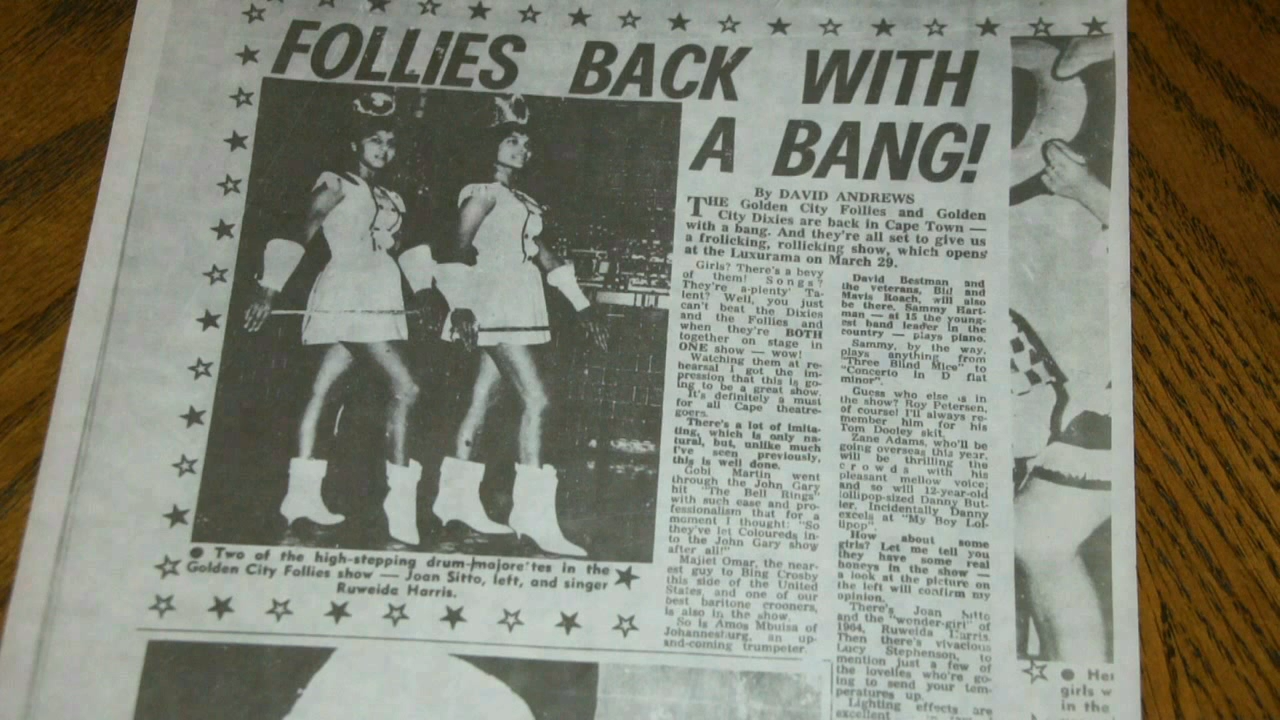 FOLLIES BACK WITH
A BANG!
By DAVID ANDREWS
THE Golden City Follies and Golden
City Dixies are back in Cape Town —
with a bang. And they're all set to give us
a frolicking, rollicking show, which opens
at the Luxurama on March 29.
Girls? There's a bevy
of them! Songs?
They're a-plenty' Ta-
lent? Well, you just
can't beat the Dixies
and the Follies and
when they're BOTH
together on stage in
ONE show — wow!
Watching them at re-
hearsal I got the im-
pression that this is go-
ing to be a great show.
It's definitely a must
for all Cape theatre-
goers.
There's a lot of imita-
ting, which is only na-
tural, but, unlike much
I've seen previously,
this is well done.
Gobi Martin went
through the John Gary
hit "The Bell Rings"
with such ease and pro-
fessionalism that for a
moment I thought: "So
they've let Coloureds in-
to the John Gary show
after all!"
Majiet Omar, the near-
est guy to Bing Crosby
this side of the United
States, and one of our
best baritone crooners,
is also in the show.
So is Amos Mbuisa of
Johannesburg, an up-
and-coming trumpeter.
David Bestman and
the veterans, Bill and
Mavis Roach, will also
be there. Sammy Hart-
man — at 15 the young-
est band leader in the
country — plays piano.
Sammy, by the way,
plays anything from
"Three Blind Mice" to
"Concerto in D flat
minor".
Guess who else is in
the show? Roy Petersen,
of course! I'll always re-
member him for his
Tom Dooley skit.
Zane Adams, who'll be
going overseas this year,
will be thrilling the
crowds with his
pleasant mellow voice;
and so will 12-year-old
lollipop-sized Danny But-
ler. Incidentally Danny
excels at "My Boy Lol-
lipop".
How about some
girls? Let me tell you
they have some real
honeys in the show —
a look at the picture on
the left will confirm my
opinion.
There's Joan Sitto
and the "wonder-girl" of
1964, Ruweida Harris.
Then there's vivacious
Lucy Stephenson, to
mention just a few of
the lovelies who're go-
ing to send your tem-
peratures up.
Lighting effects are
excellent
● Two of the high-stepping drum-majore'tes in the
Golden City Follies show — Joan Sitto, left, and singer
Ruweida Harris.
● Her
girls w
in the